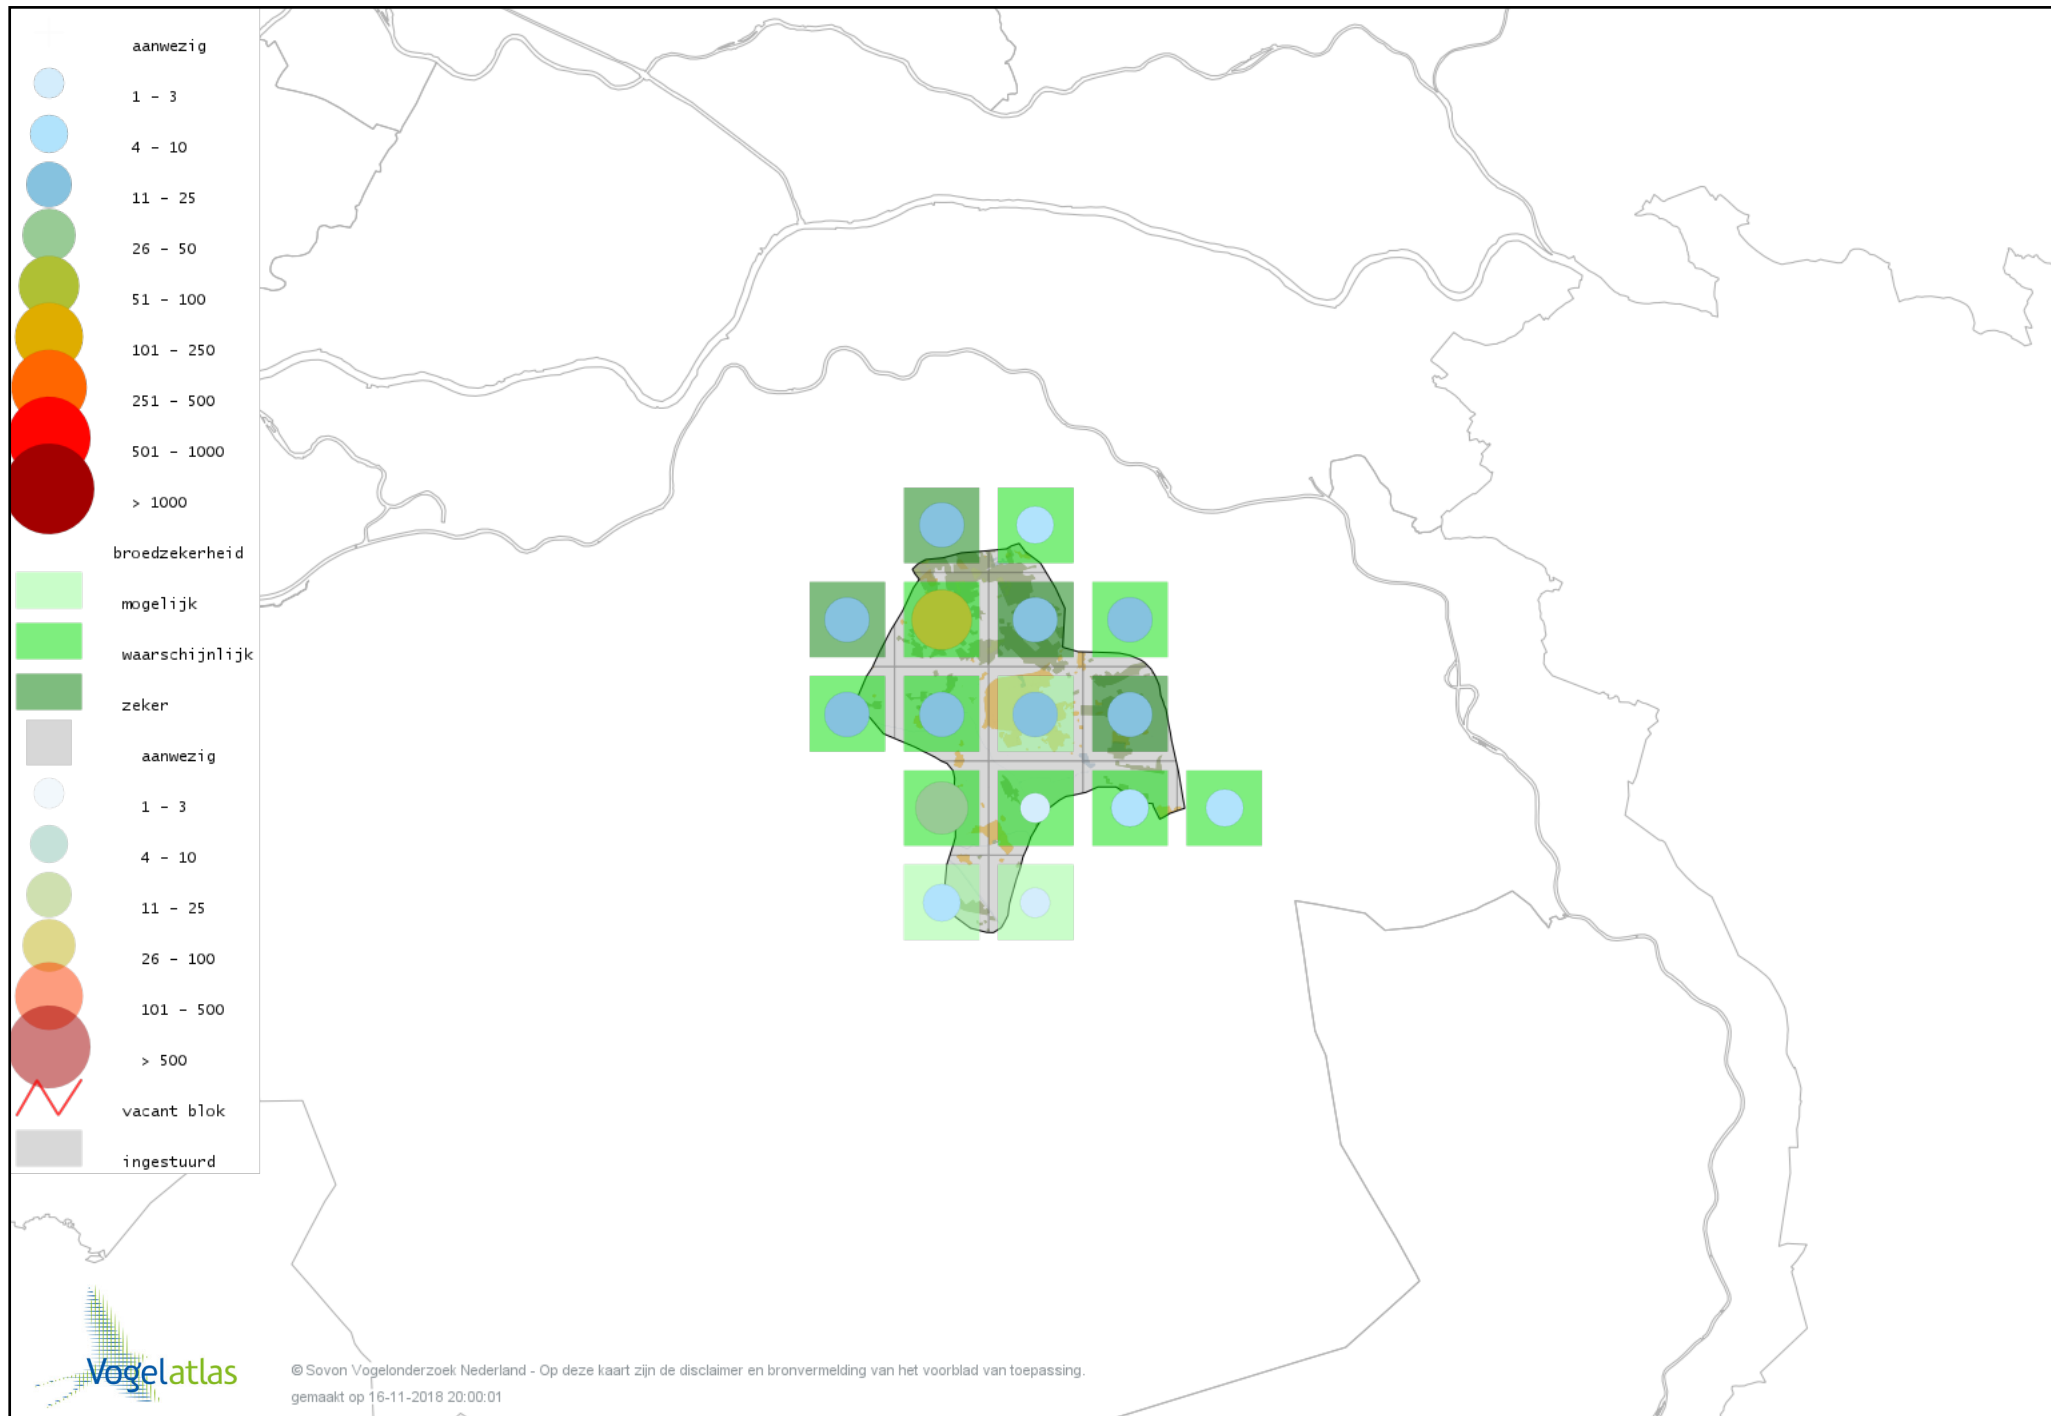 aanwezig
1 - 3
4 - 10
11 - 25
26 - 50
51 - 100
101 - 250
251 - 500
501 - 1000
> 1000
broedzekerheid
mogelijk
waarschijnlijk
zeker
aanwezig
1 - 3
4 - 10
11 - 25
26 - 100
101 - 500
> 500
vacant blok
ingestuurd
Vogelatlas
© Sovon Vogelonderzoek Nederland - Op deze kaart zijn de disclaimer en bronvermelding van het voorblad van toepassing.
gemaakt op 16-11-2018 20:00:01